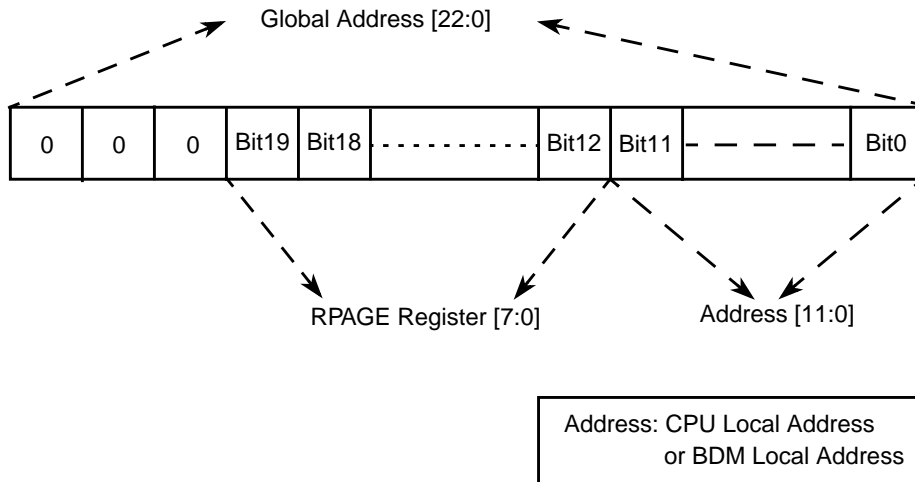 Global Address [22:0]
0 0 0 Bit19 Bit18 Bit12 Bit11 Bit0
RPAGE Register [7:0] Address [11:0]
Address: CPU Local Address
or BDM Local Address